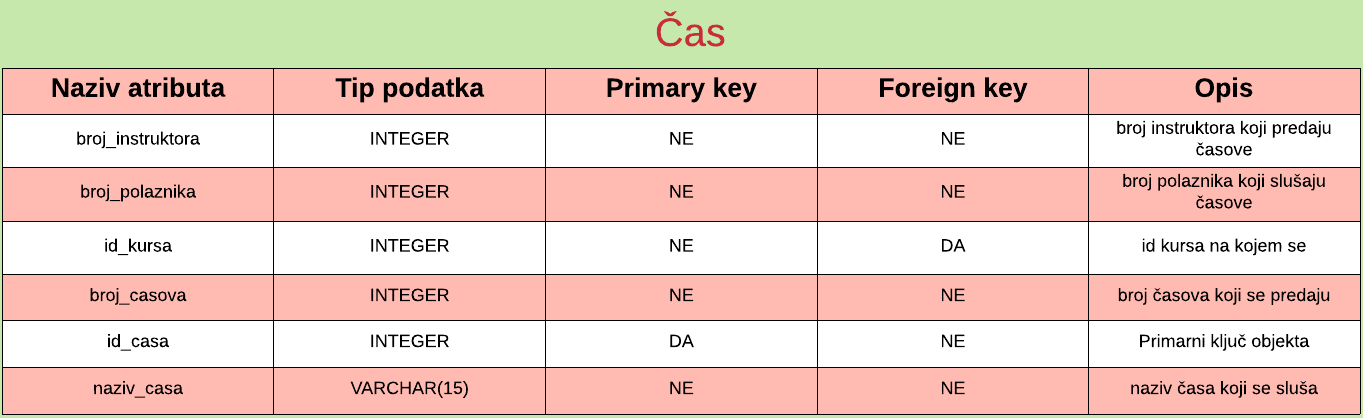 Čas
Naziv atributa Tip podatka Primary key Foreign key Opis
broj_instruktora INTEGER NE NE broj instruktora koji predaju
časove
broj_polaznika INTEGER NE NE broj polaznika koji slušaju
časove
id_kursa INTEGER NE DA id kursa na kojem se
broj_casova INTEGER NE NE broj časova koji se predaju
id_casa INTEGER DA NE Primarni ključ objekta
naziv_casa VARCHAR(15) NE NE naziv časa koji se sluša